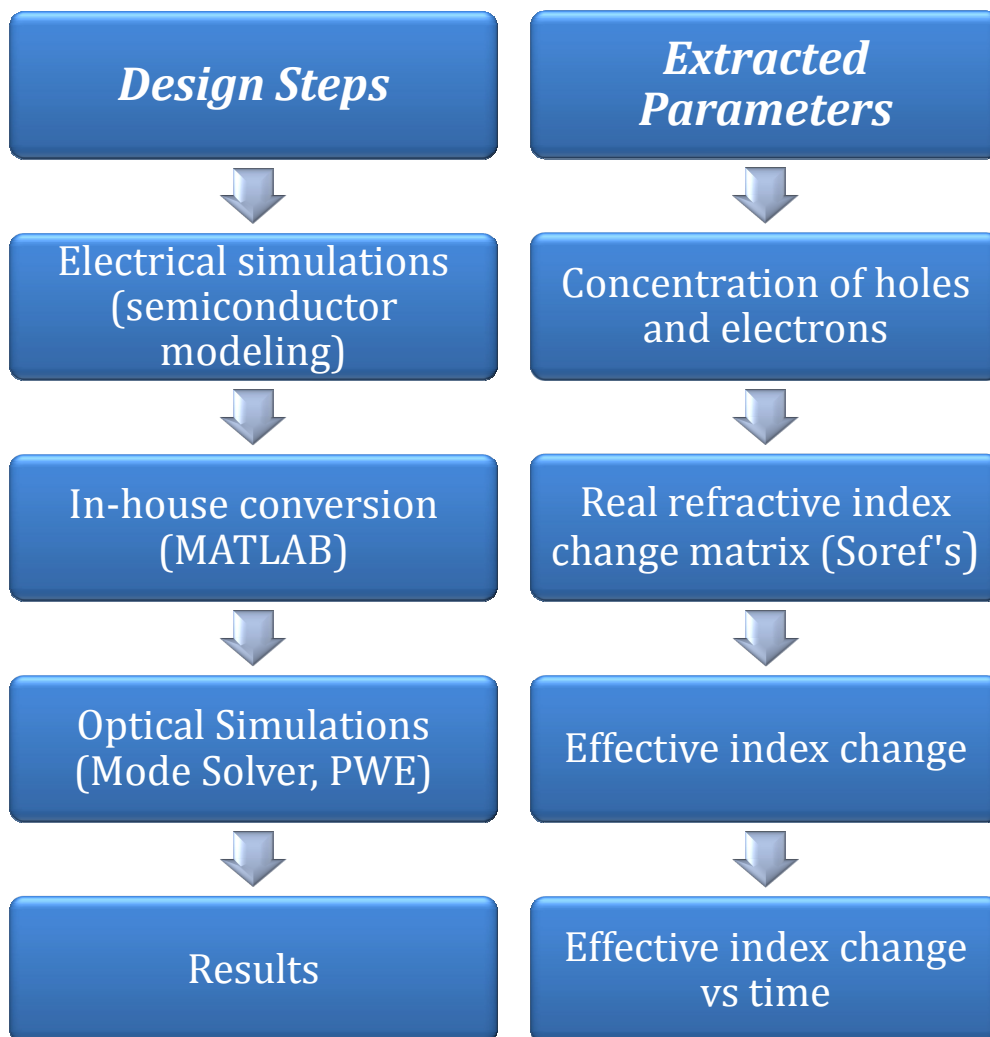 Design Steps
Electrical simulations
(semiconductor
modeling)
In-house conversion
(MATLAB)
Optical Simulations
(Mode Solver, PWE)
Results
Extracted
Parameters
Concentration of holes
and electrons
Real refractive index
change matrix (Soref's)
Effective index change
Effective index change
vs time